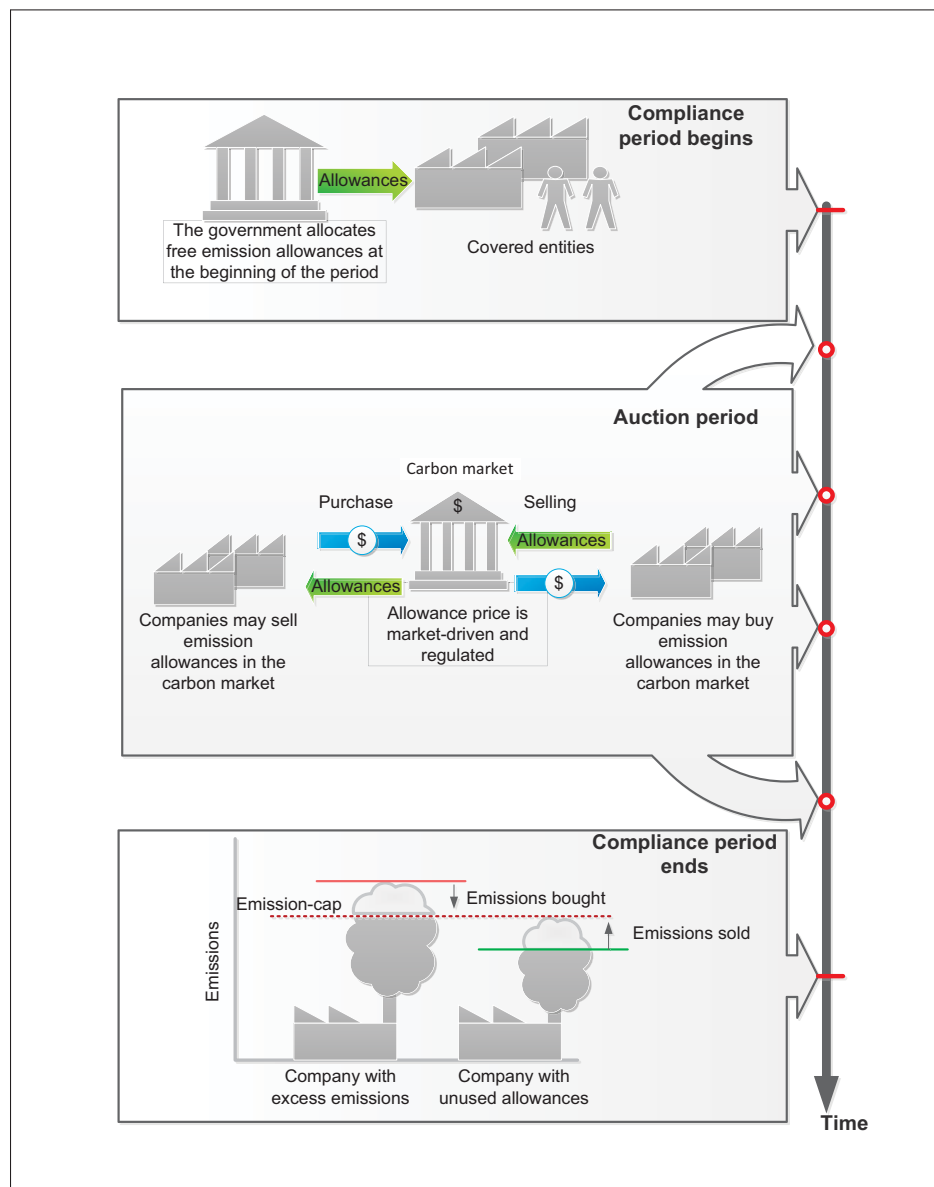 Compliance
period begins
Allowances
The government allocates
free emission allowances at
the beginning of the period
Covered entities
Auction period
Carbon market
Purchase
$
Selling
$
Allowances
Allowances
$
Companies may sell
emission
allowances in the
carbon market
Allowance price is
market-driven and
regulated
Companies may buy
emission
allowances in the
carbon market
Compliance period
ends
Emissions
Emission-cap
Emissions bought
Emissions sold
Company with
excess emissions
Company with
unused allowances
Time